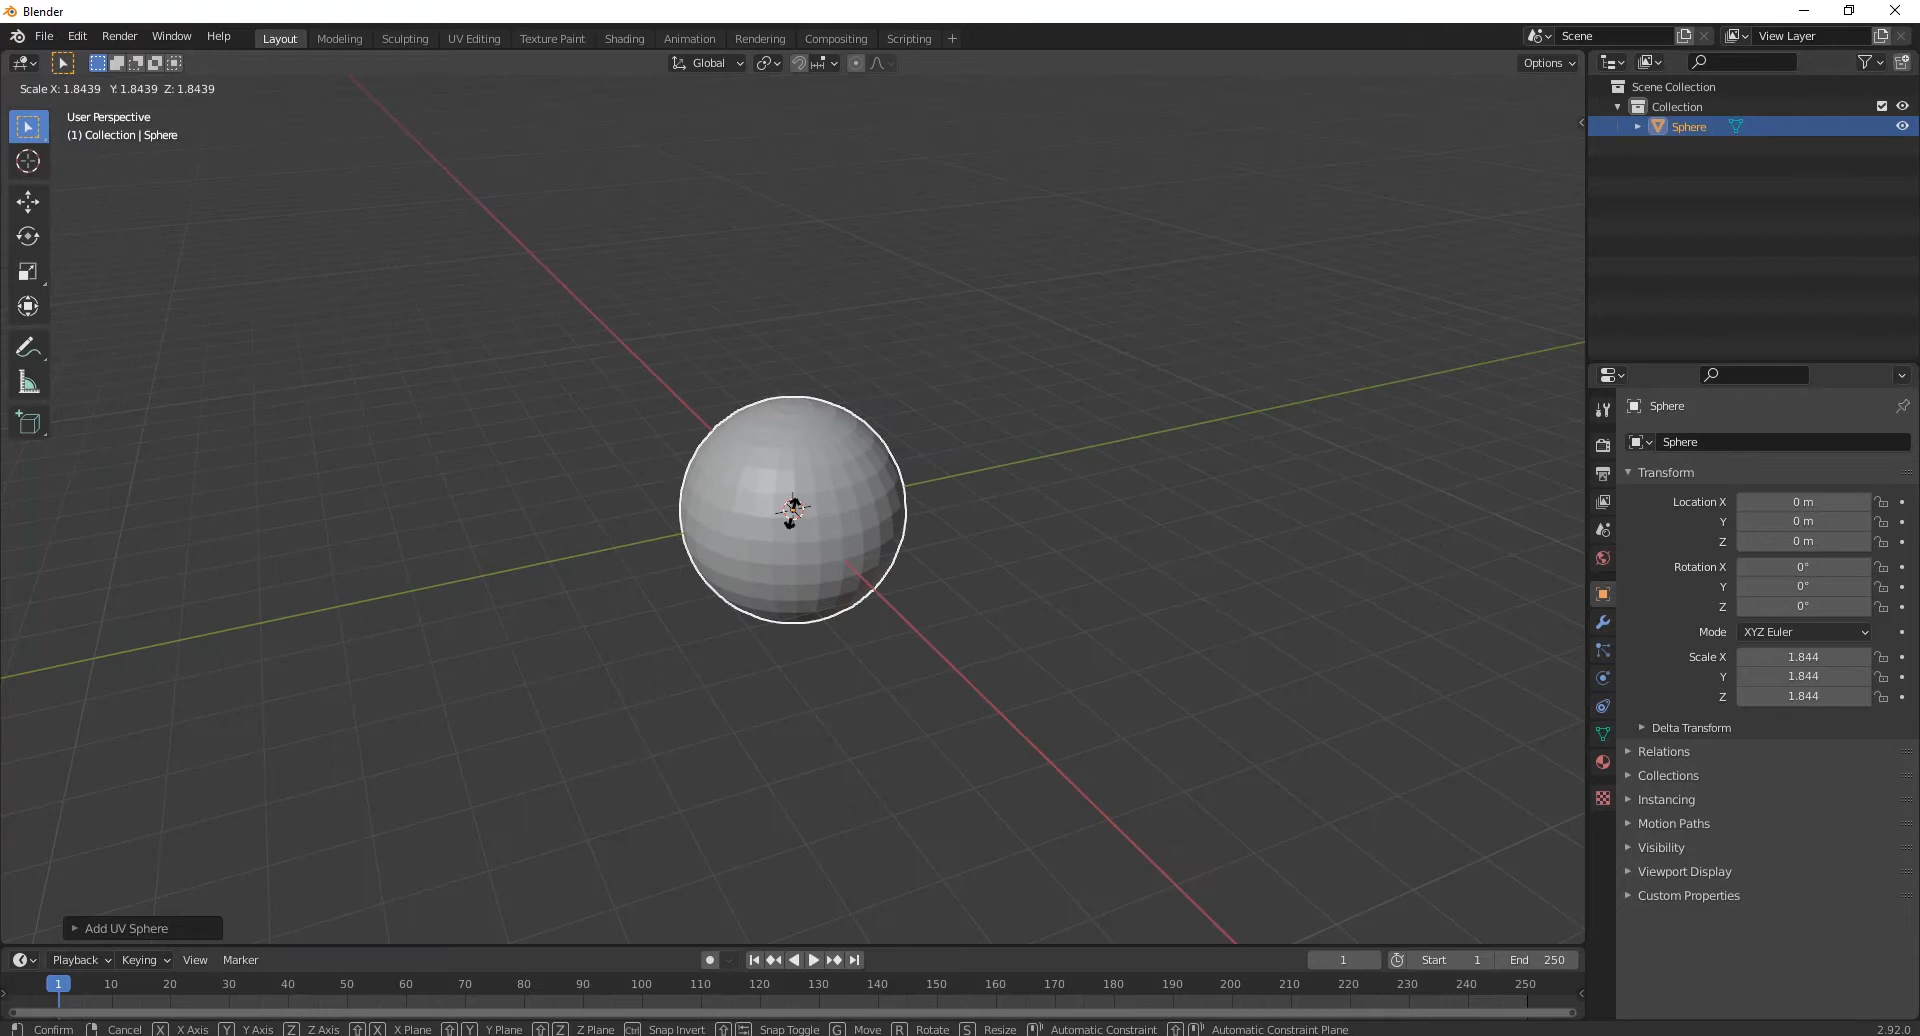 Blender
File Edit Render Window Help
Layout Modeling Sculpting UV Editing Texture Paint Shading Animation Rendering Compositing Scripting +
Scene
View Layer
Global
Options
Scale X: 1.8439 Y: 1.8439 Z: 1.8439
User Perspective
(1) Collection | Sphere
Scene Collection
Collection
Sphere
Sphere
Sphere
Transform
Location X 0 m
Y 0 m
Z 0 m
Rotation X 0°
Y 0°
Z 0°
Mode XYZ Euler
Scale X 1.844
Y 1.844
Z 1.844
Delta Transform
Relations
Collections
Instancing
Motion Paths
Visibility
Viewport Display
Custom Properties
Add UV Sphere
Playback Keying View Marker
1 Start 1 End 250
1 10 20 30 40 50 60 70 80 90 100 110 120 130 140 150 160 170 180 190 200 210 220 230 240 250
Confirm Cancel X X Axis Y Y Axis Z Z Axis X X Plane Y Y Plane Z Z Plane Ctrl Snap Invert Snap Toggle G Move R Rotate S Resize Automatic Constraint Automatic Constraint Plane 2.92.0